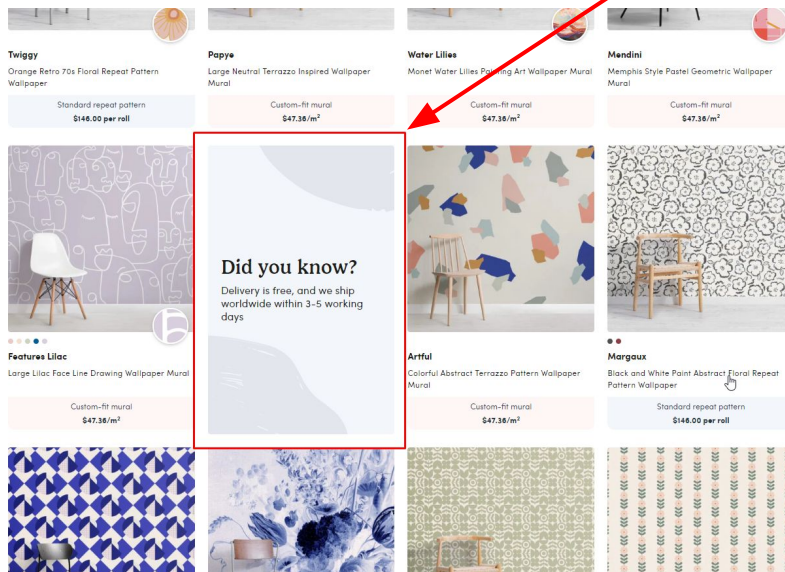 Twiggy
Orange Retro 70s Floral Repeat Pattern
Wallpaper
Standard repeat pattern
$146.00 per roll
Papye
Large Neutral Terrazzo Inspired Wallpaper
Mural
Custom-fit mural
$47.36/m²
Water Lilies
Monet Water Lilies Painting Art Wallpaper Mural
Custom-fit mural
$47.36/m²
Mendini
Memphis Style Pastel Geometric Wallpaper
Mural
Custom-fit mural
$47.36/m²
Features Lilac
Large Lilac Face Line Drawing Wallpaper Mural
Custom-fit mural
$47.36/m²
Did you know?
Delivery is free, and we ship
worldwide within 3-5 working
days
Artful
Colorful Abstract Terrazzo Pattern Wallpaper
Mural
Custom-fit mural
$47.36/m²
Margaux
Black and White Paint Abstract Floral Repeat
Pattern Wallpaper
Standard repeat pattern
$146.00 per roll